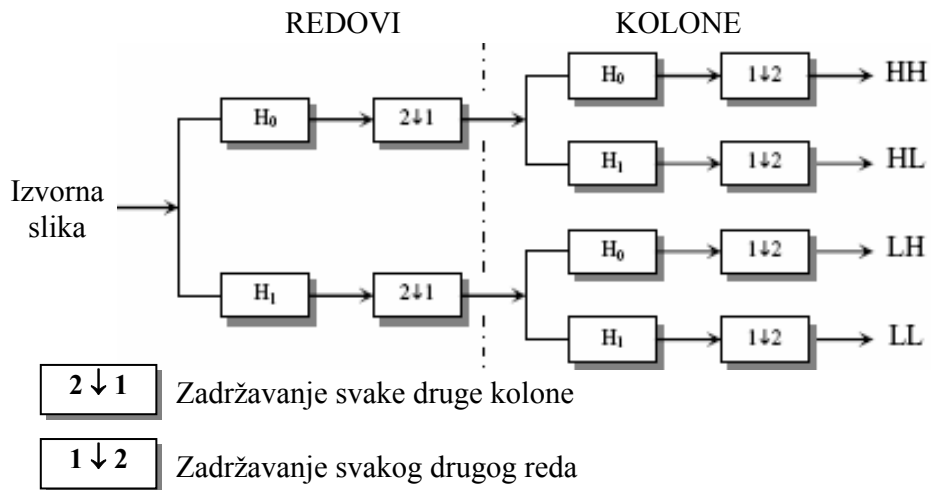 REDOVI KOLONE
H₀ 1↓2 HH
H₀ 2↓1
H₁ 1↓2 HL
Izvorna
slika
H₀ 1↓2 LH
H₁ 2↓1
H₁ 1↓2 LL
2 ↓ 1 Zadržavanje svake druge kolone
1 ↓ 2 Zadržavanje svakog drugog reda